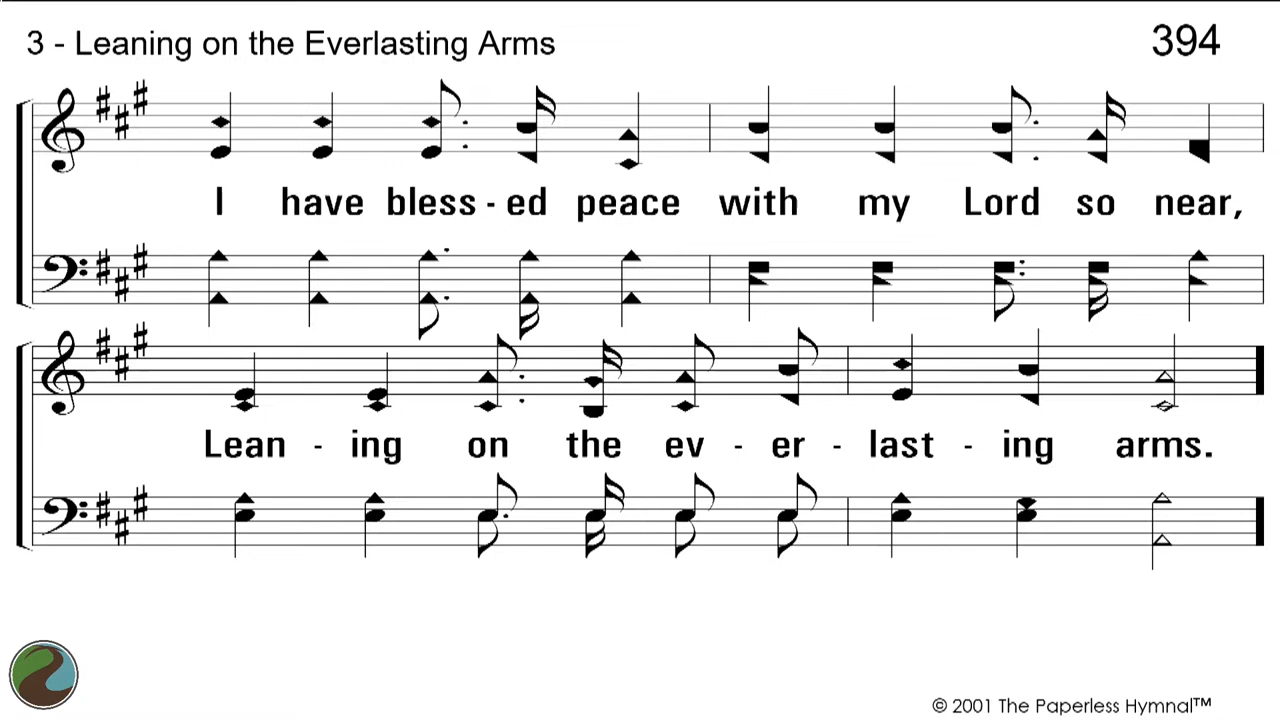 3 - Leaning on the Everlasting Arms
394
I have bless - ed peace with my Lord so near,
Lean - ing on the ev - er - last - ing arms.
© 2001 The Paperless Hymnal™